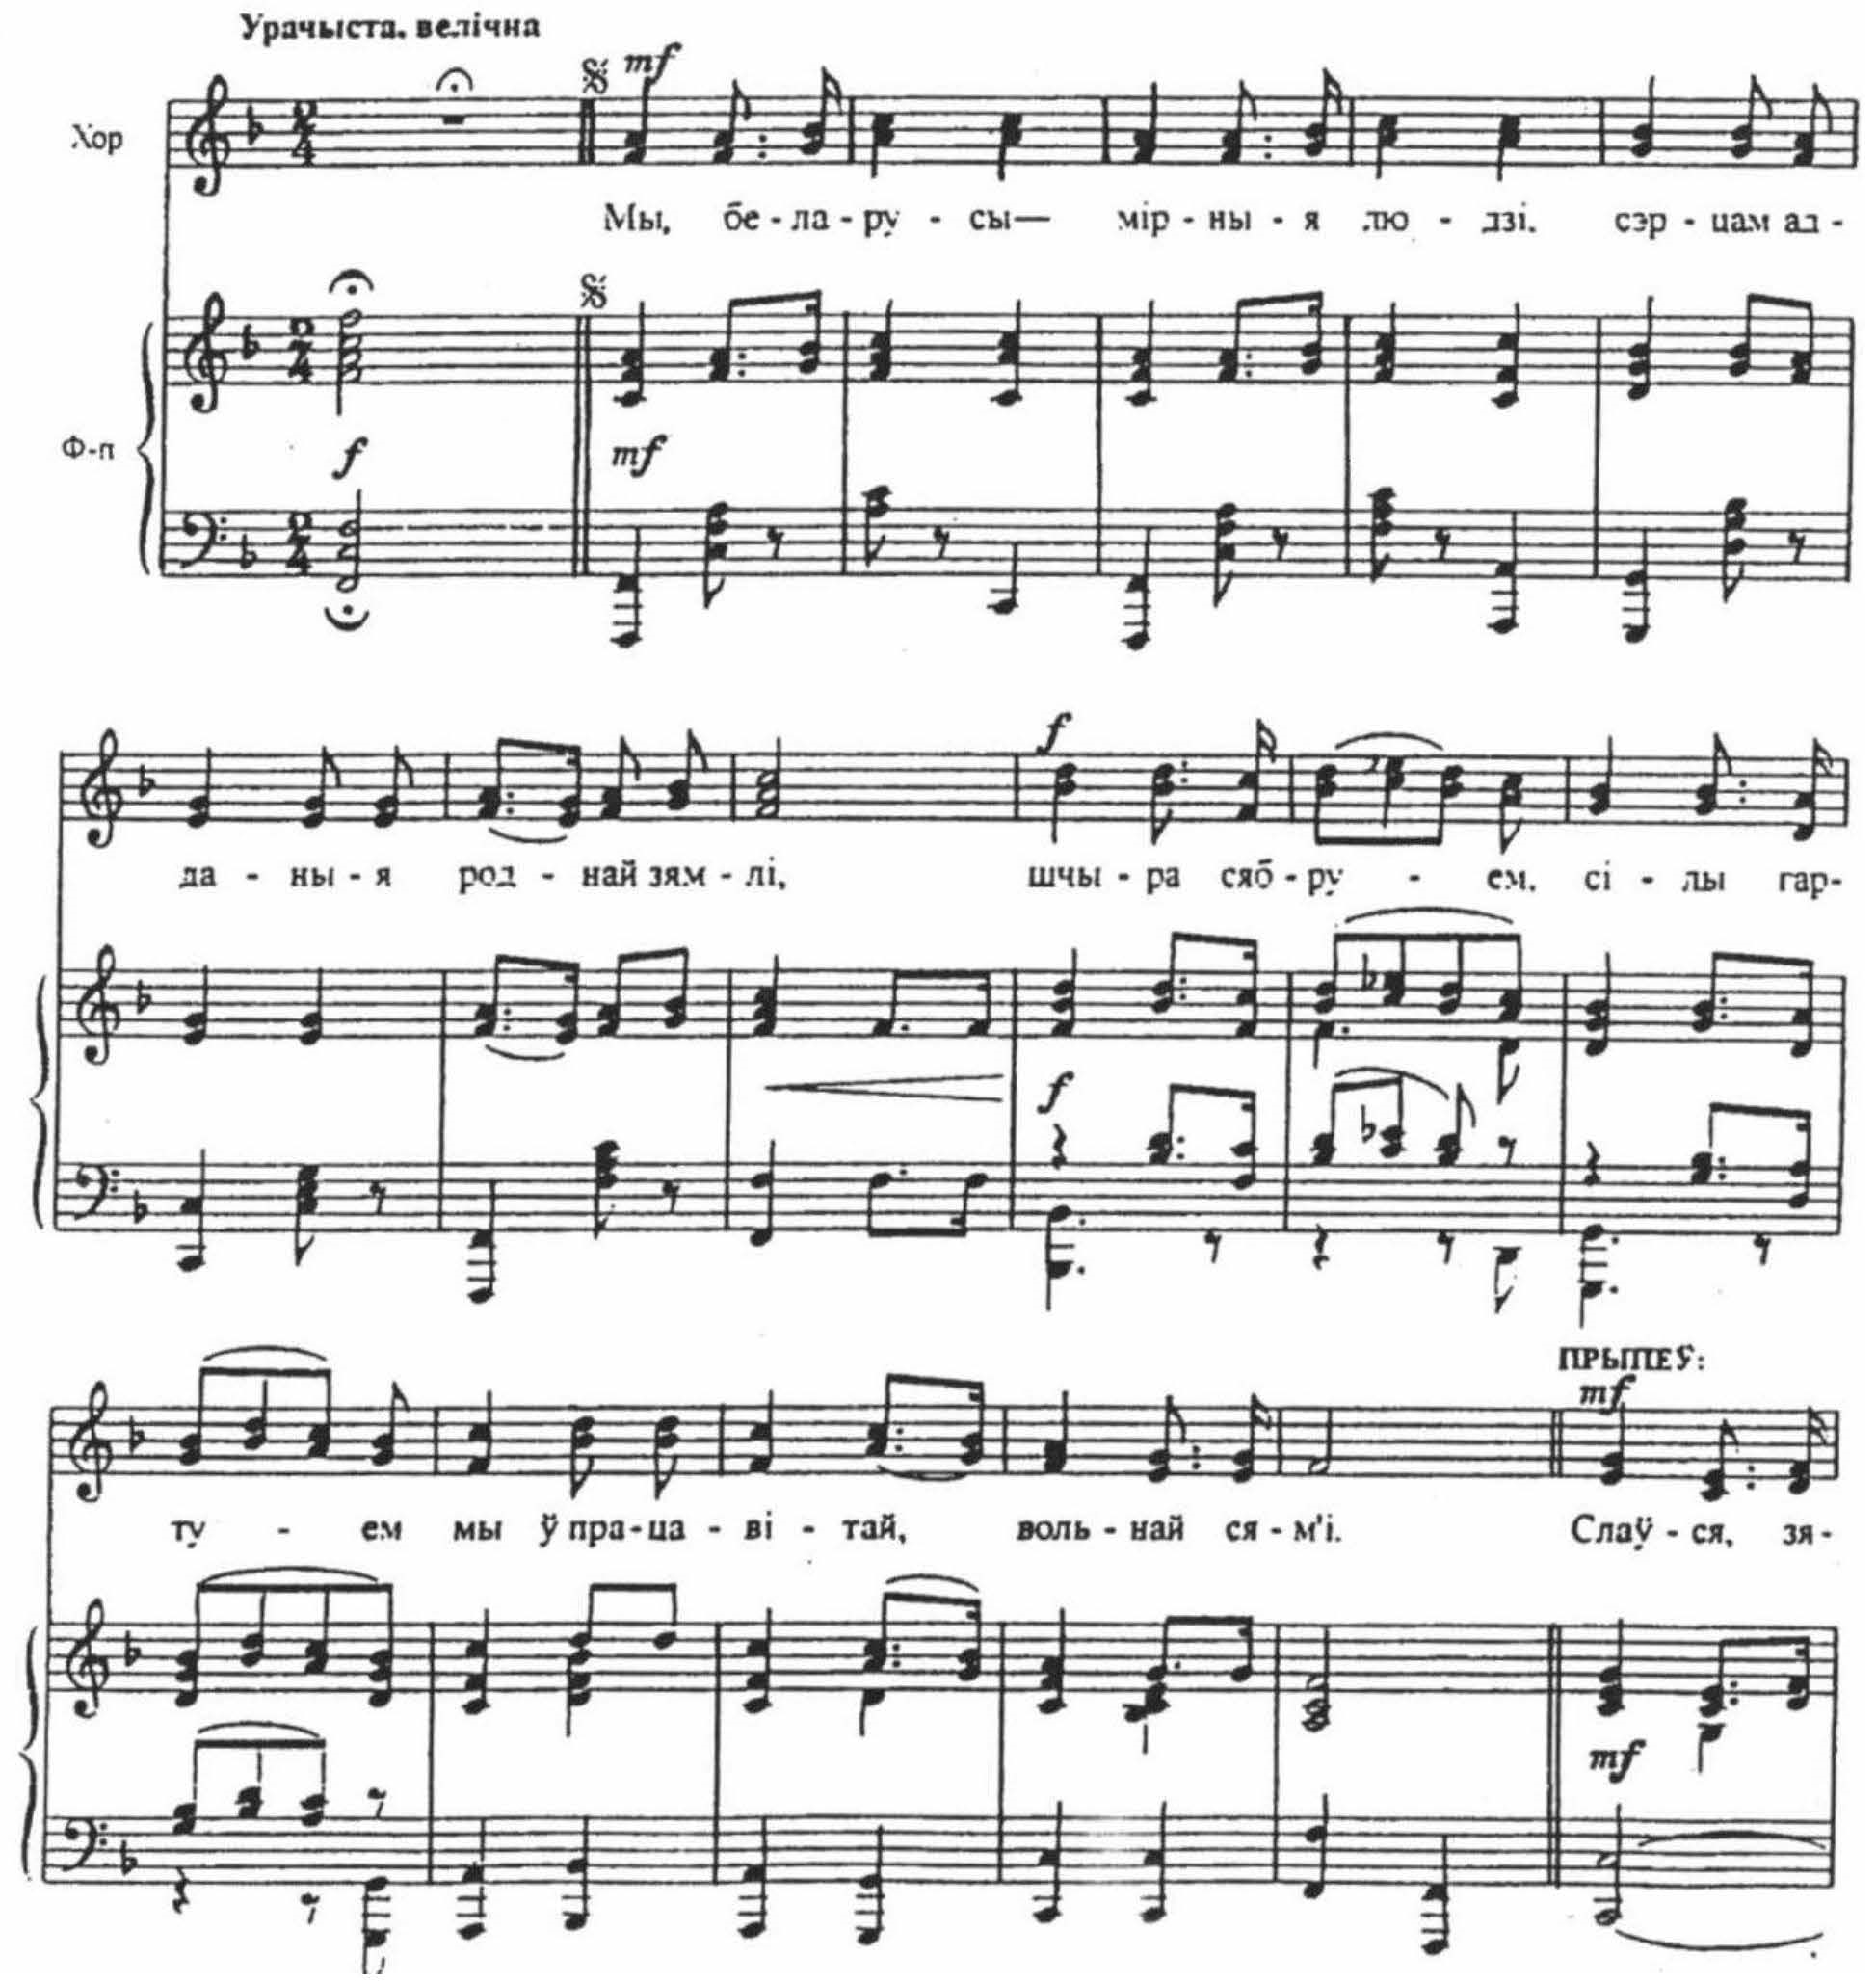 Урачыста. велічна
mf
Хор
Мы, бе-ла-ру-сы— мір-ны-я лю-дзі. сэр-цам ад-
Ф-п
f mf
f
да-ны-я род-най зям-лі, шчы-ра сяб-ру-ем. сі-лы гар-
f
ПРЫПЕЎ:
mf
ту-ем мы ў пра-ца-ві-тай, воль-най ся-м'і. Слаў-ся, зя-
mf